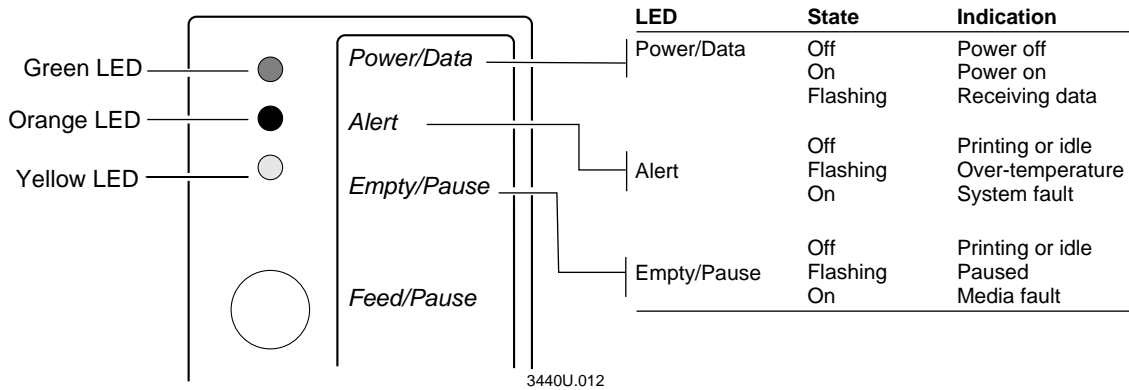 Green LED
Orange LED
Yellow LED
Power/Data
Alert
Empty/Pause
Feed/Pause
3440U.012
LED State Indication
Power/Data Off Power off
On Power on
Flashing Receiving data
Off Printing or idle
Alert Flashing Over-temperature
On System fault
Off Printing or idle
Empty/Pause Flashing Paused
On Media fault